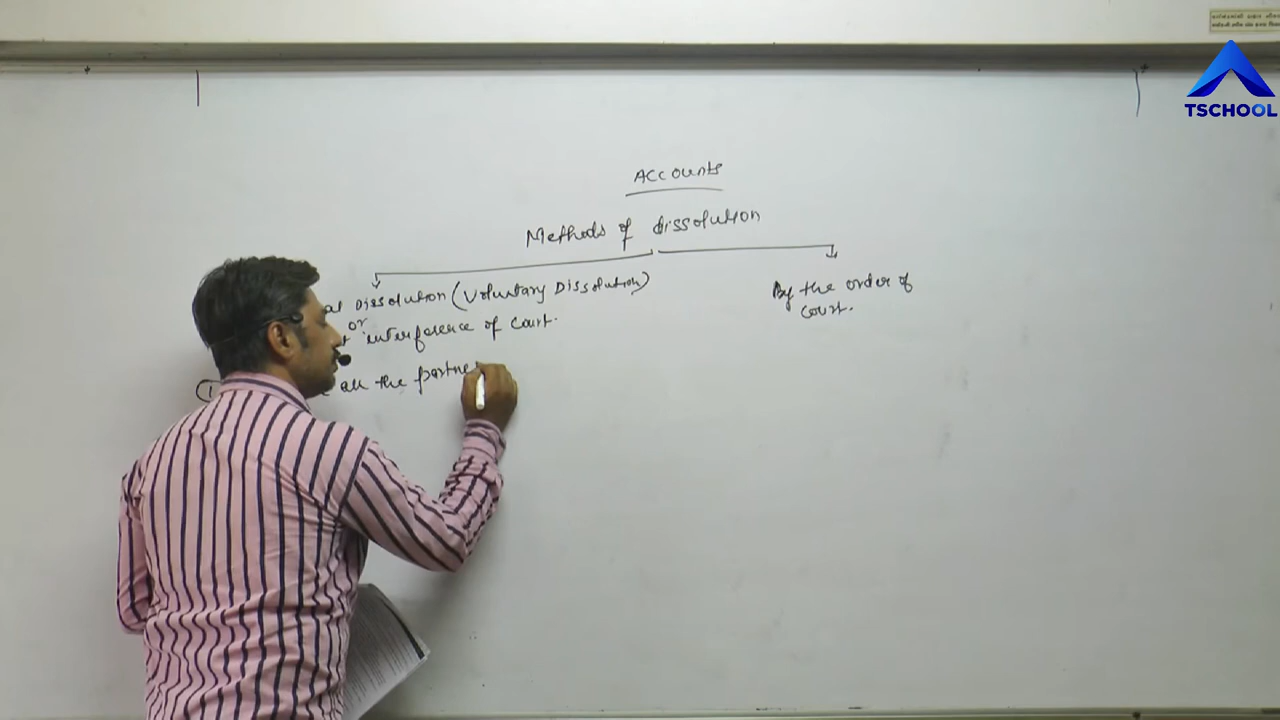 TSCHOOL
Accounts
Methods of dissolution
Dissolution (Voluntary Dissolution)
or
interference of court.
By the order of
court.
1
all the partne